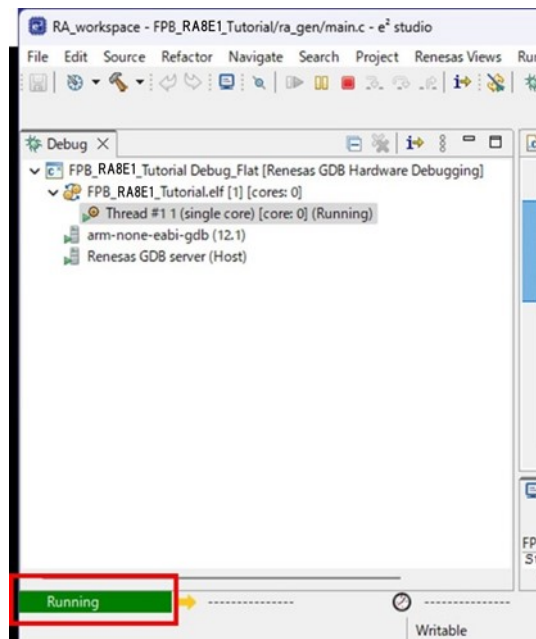 RA_workspace - FPB_RA8E1_Tutorial/ra_gen/main.c - e² studio
File Edit Source Refactor Navigate Search Project Renesas Views Run
Debug
FPB_RA8E1_Tutorial Debug_Flat [Renesas GDB Hardware Debugging]
FPB_RA8E1_Tutorial.elf [1] [cores: 0]
Thread #1 1 (single core) [core: 0] (Running)
arm-none-eabi-gdb (12.1)
Renesas GDB server (Host)
FP
Running -------------- --------------
Writable